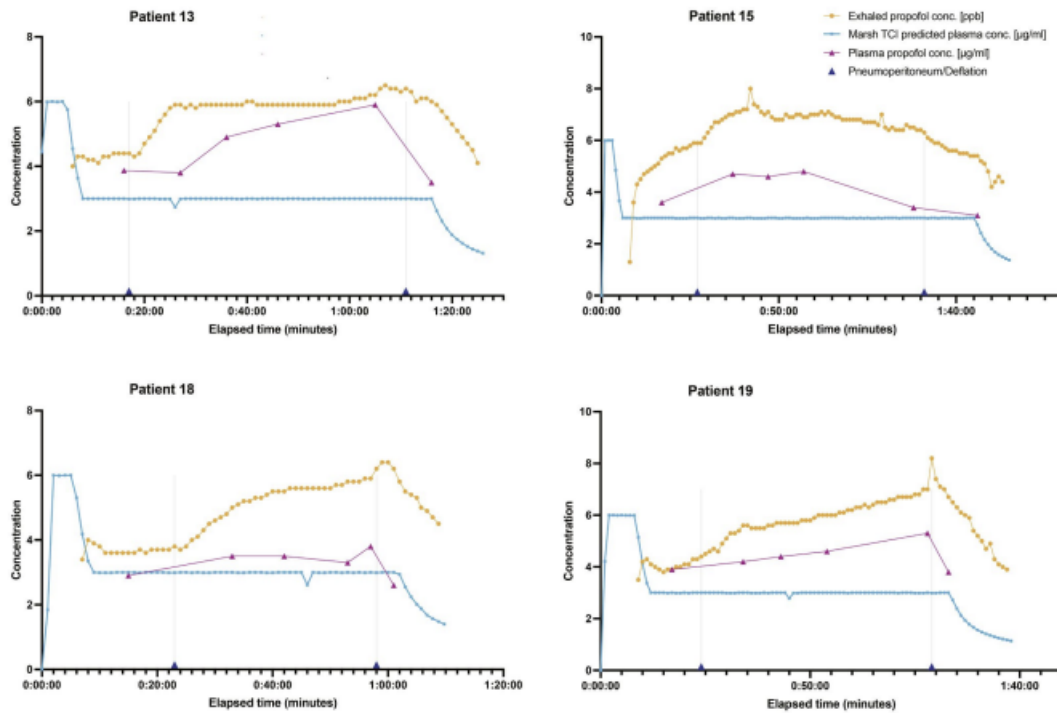 Patient 13
8
6
4
2
0
Concentration
0:00:00 0:20:00 0:40:00 1:00:00 1:20:00
Elapsed time (minutes)
Patient 15
Exhaled propofol conc. [ppb]
Marsh TCI predicted plasma conc. [µg/ml]
Plasma propofol conc. [µg/ml]
Pneumoperitoneum/Deflation
10
8
6
4
2
0
Concentration
0:00:00 0:50:00 1:40:00
Elapsed time (minutes)
Patient 18
8
6
4
2
0
Concentration
0:00:00 0:20:00 0:40:00 1:00:00 1:20:00
Elapsed time (minutes)
Patient 19
10
8
6
4
2
0
Concentration
0:00:00 0:50:00 1:40:00
Elapsed time (minutes)